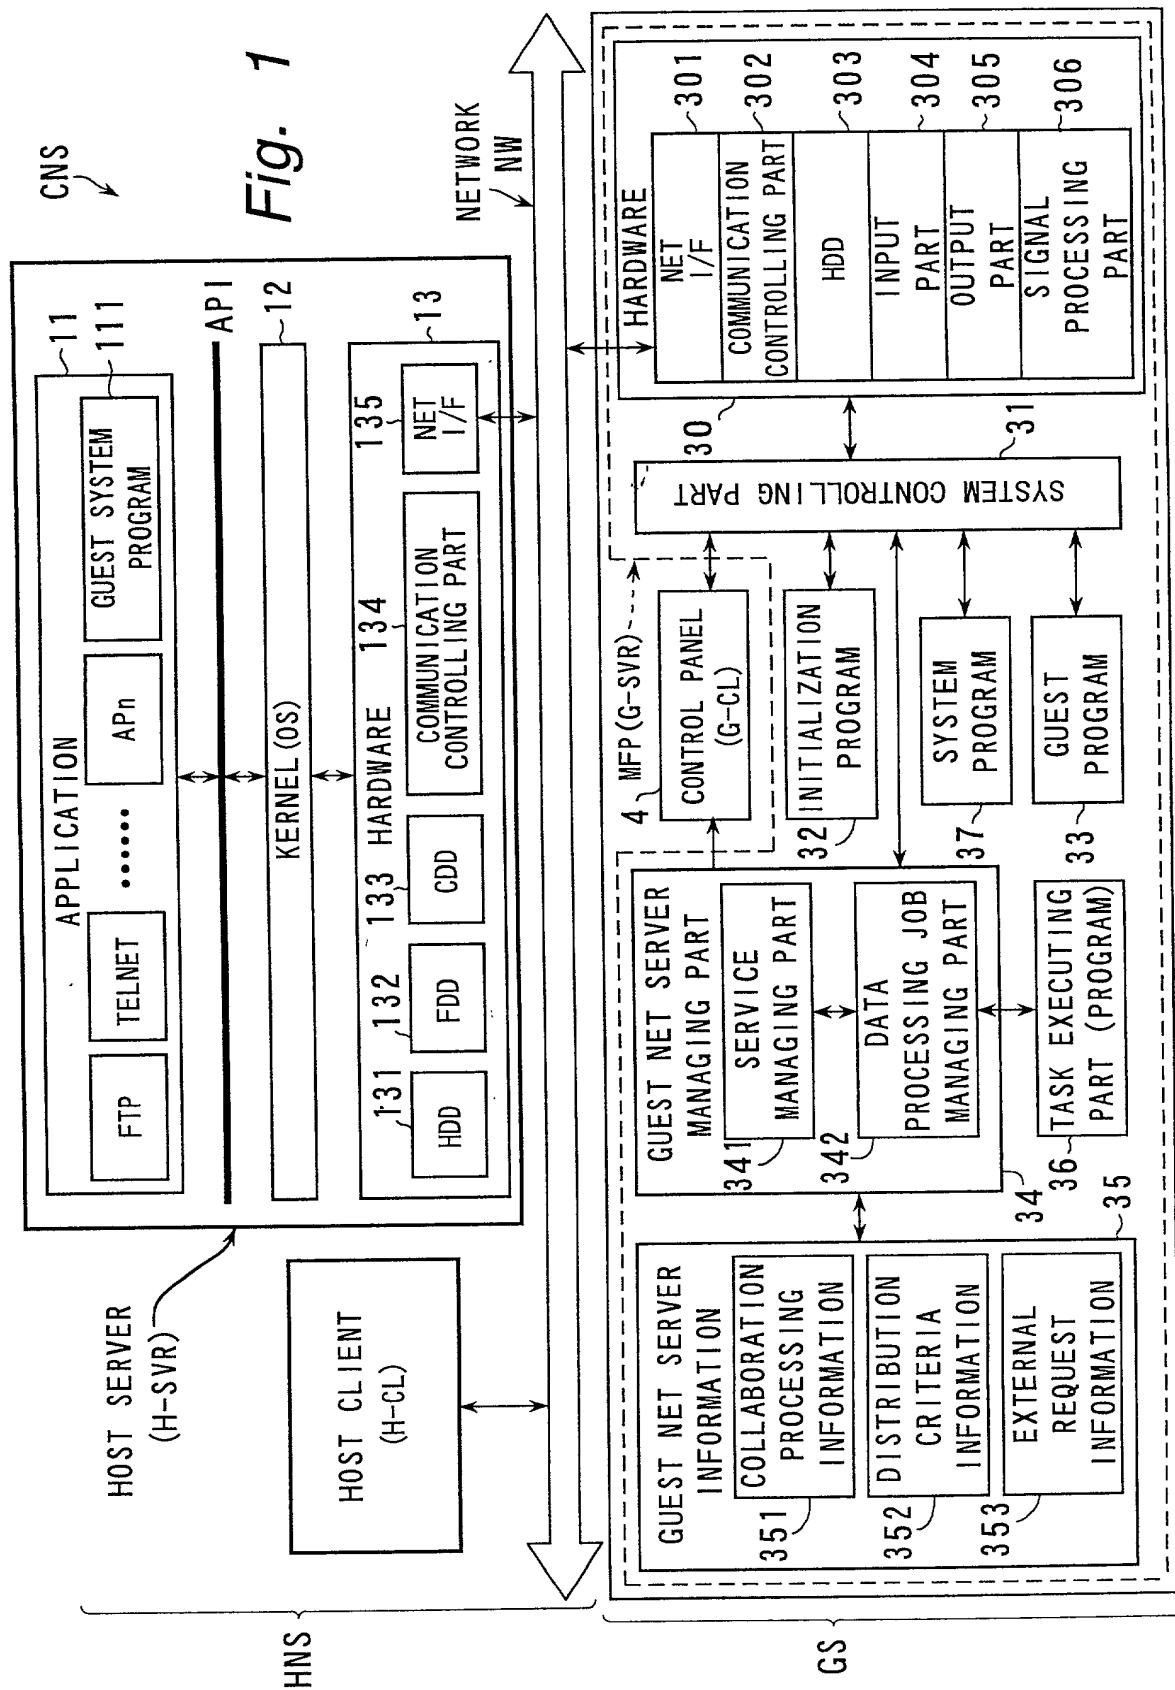 Fig. 1
CNS
HNS
HOST SERVER
(H-SVR)
APPLICATION
11
FTP
TELNET
••••••
APn
GUEST SYSTEM
PROGRAM
111
API
KERNEL(OS)
12
HARDWARE
13
131
HDD
132
FDD
133
CDD
134
COMMUNICATION
CONTROLLING PART
135
NET
I/F
HOST CLIENT
(H-CL)
NETWORK
NW
GS
GUEST NET SERVER
INFORMATION
COLLABORATION
PROCESSING
INFORMATION
351
DISTRIBUTION
CRITERIA
INFORMATION
352
EXTERNAL
REQUEST
INFORMATION
353
35
GUEST NET SERVER
MANAGING PART
SERVICE
MANAGING PART
341
DATA
PROCESSING JOB
MANAGING PART
342
34
TASK EXECUTING
PART (PROGRAM)
36
MFP(G-SVR)
4
CONTROL PANEL
(G-CL)
INITIALIZATION
PROGRAM
32
SYSTEM
PROGRAM
37
GUEST
PROGRAM
33
SYSTEM CONTROLLING PART
31
30
HARDWARE
NET
I/F
301
COMMUNICATION
CONTROLLING PART
302
HDD
303
INPUT
PART
304
OUTPUT
PART
305
SIGNAL
PROCESSING
PART
306